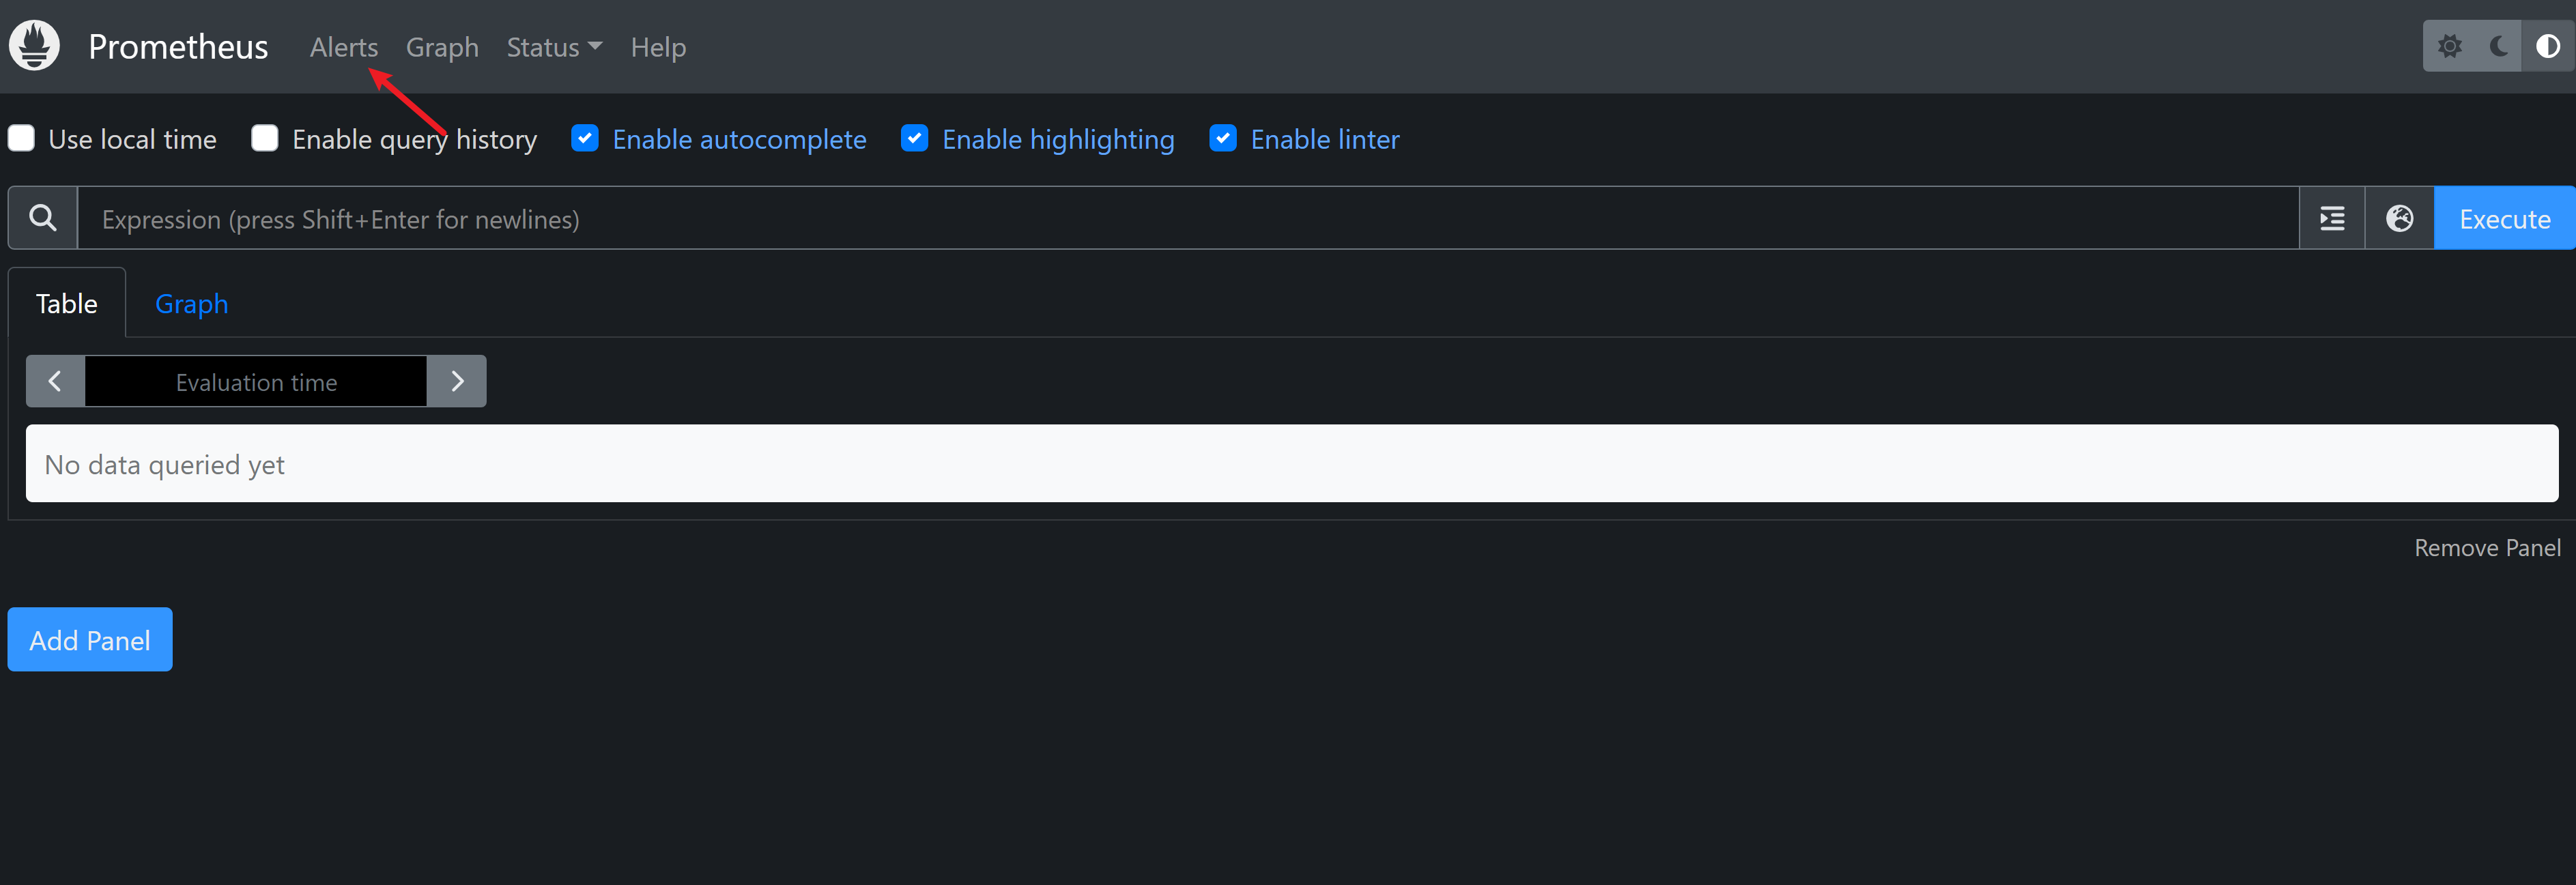 Prometheus Alerts Graph Status Help
Use local time Enable query history Enable autocomplete Enable highlighting Enable linter
Expression (press Shift+Enter for newlines) Execute
Table Graph
Evaluation time
No data queried yet
Remove Panel
Add Panel